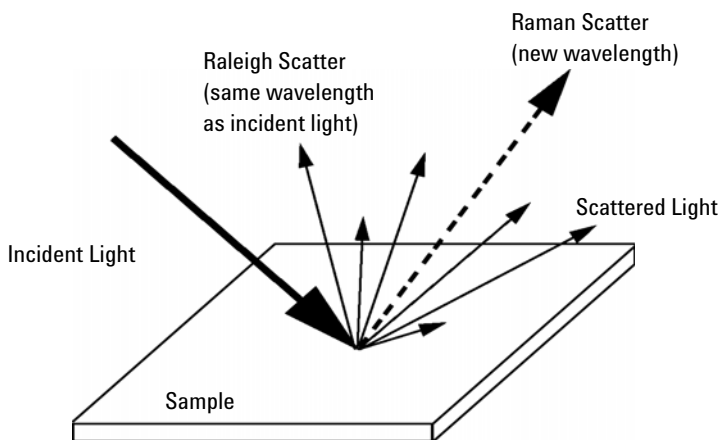 Raman Scatter
(new wavelength)
Raleigh Scatter
(same wavelength
as incident light)
Scattered Light
Incident Light
Sample